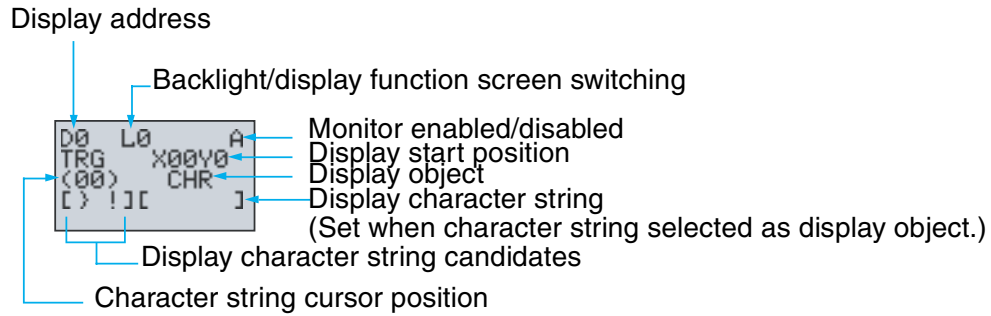 Display address
Backlight/display function screen switching
D0 L0 A
Monitor enabled/disabled
TRG X00Y0
Display start position
(00) CHR
Display object
[} !][ ]
Display character string
(Set when character string selected as display object.)
Display character string candidates
Character string cursor position